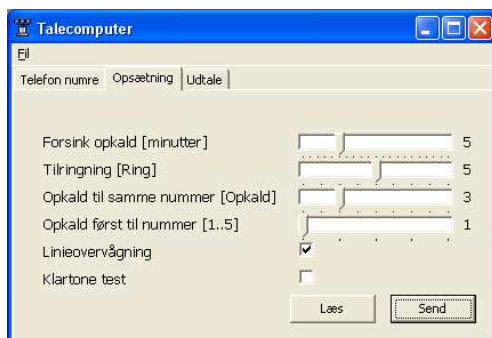 Talecomputer
Fil
Telefon numre Opsætning Udtale
Forsink opkald [minutter] 5
Tilringning [Ring] 5
Opkald til samme nummer [Opkald] 3
Opkald først til nummer [1..5] 1
Linieovervågning
Klartone test
Læs Send